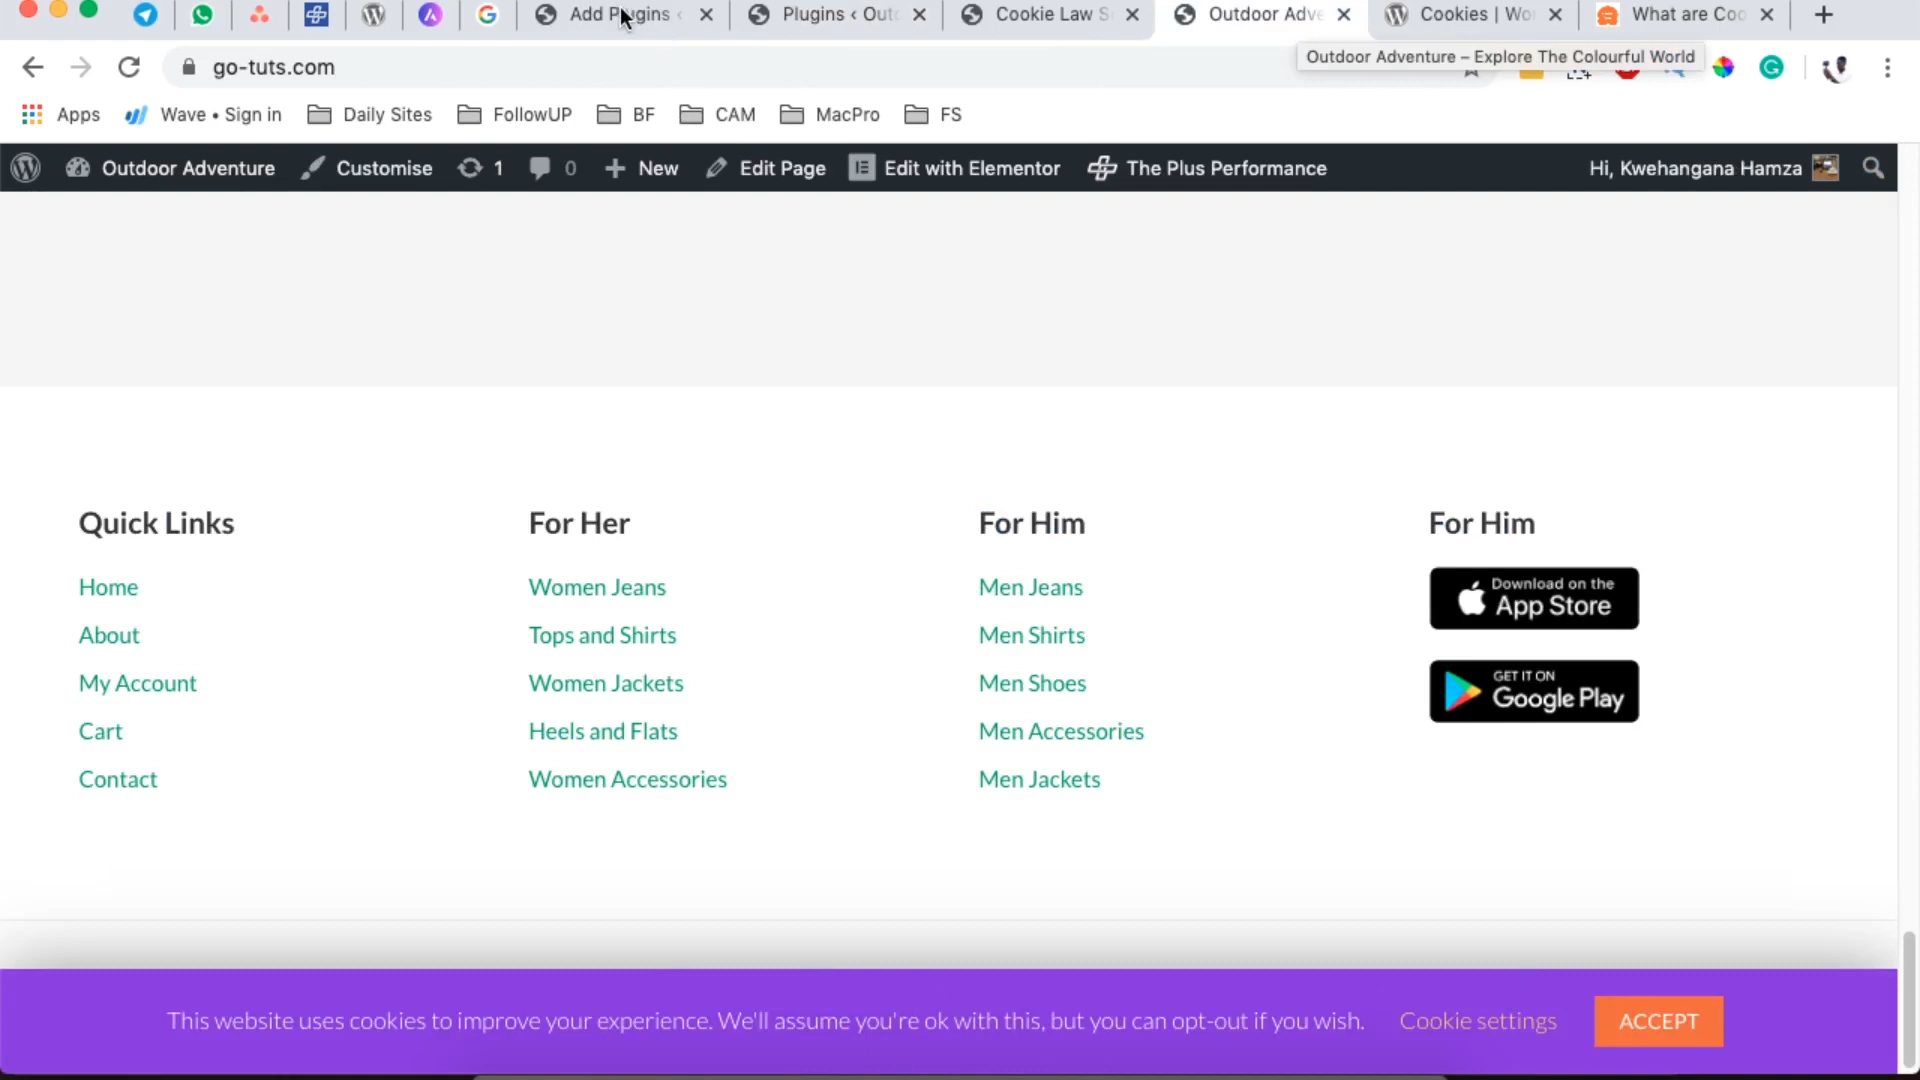 Add Plugins ‹
Plugins ‹ Out
Cookie Law S
Outdoor Adve
Cookies | Wo
What are Coo
go-tuts.com
Outdoor Adventure – Explore The Colourful World
Apps
Wave • Sign in
Daily Sites
FollowUP
BF
CAM
MacPro
FS
Outdoor Adventure
Customise
1
0
New
Edit Page
Edit with Elementor
The Plus Performance
Hi, Kwehangana Hamza
Quick Links
Home
About
My Account
Cart
Contact
For Her
Women Jeans
Tops and Shirts
Women Jackets
Heels and Flats
Women Accessories
For Him
Men Jeans
Men Shirts
Men Shoes
Men Accessories
Men Jackets
For Him
Download on the
App Store
GET IT ON
Google Play
This website uses cookies to improve your experience. We'll assume you're ok with this, but you can opt-out if you wish.
Cookie settings
ACCEPT